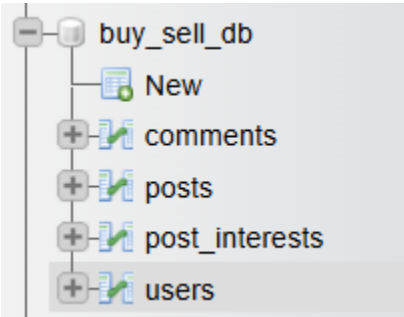 buy_sell_db
New
comments
posts
post_interests
users